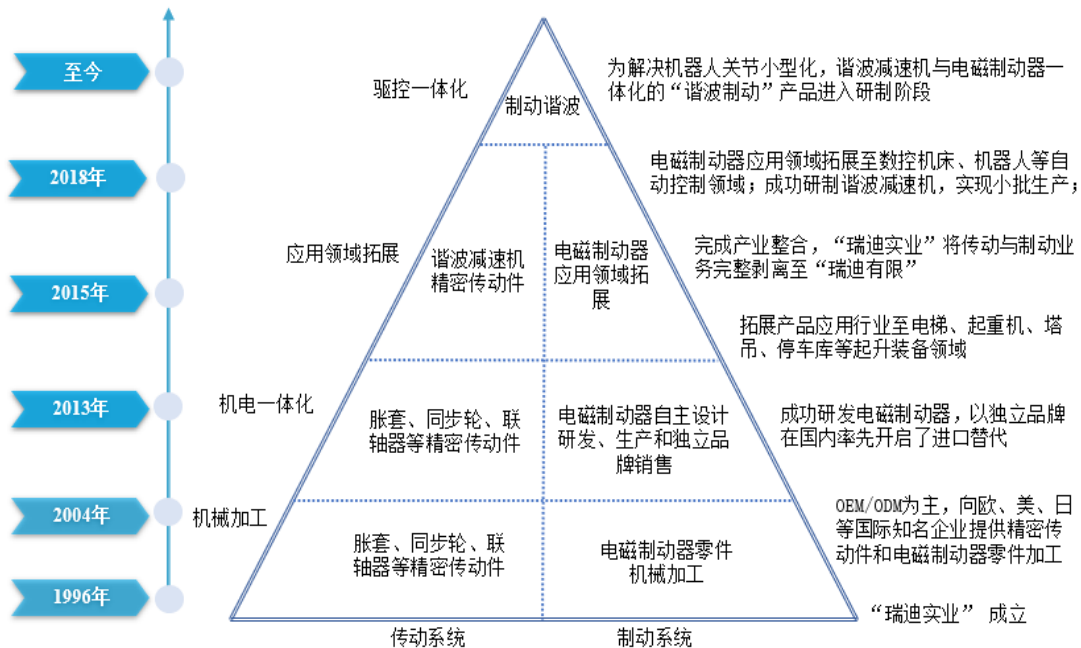 至今
驱控一体化
制动谐波
为解决机器人关节小型化，谐波减速机与电磁制动器一
体化的“谐波制动”产品进入研制阶段
2018年
电磁制动器应用领域拓展至数控机床、机器人等自
动控制领域；成功研制谐波减速机，实现小批生产；
应用领域拓展
谐波减速机
精密传动件
电磁制动器
应用领域拓
展
完成产业整合，“瑞迪实业”将传动与制动业
务完整剥离至“瑞迪有限”
2015年
拓展产品应用行业至电梯、起重机、塔
吊、停车库等起升装备领域
2013年
机电一体化
胀套、同步轮、联
轴器等精密传动件
电磁制动器自主设计
研发、生产和独立品
牌销售
成功研发电磁制动器，以独立品牌
在国内率先开启了进口替代
2004年
机械加工
胀套、同步轮、联
轴器等精密传动件
电磁制动器零件
机械加工
OEM/ODM为主，向欧、美、日
等国际知名企业提供精密传
动件和电磁制动器零件加工
1996年
“瑞迪实业” 成立
传动系统
制动系统